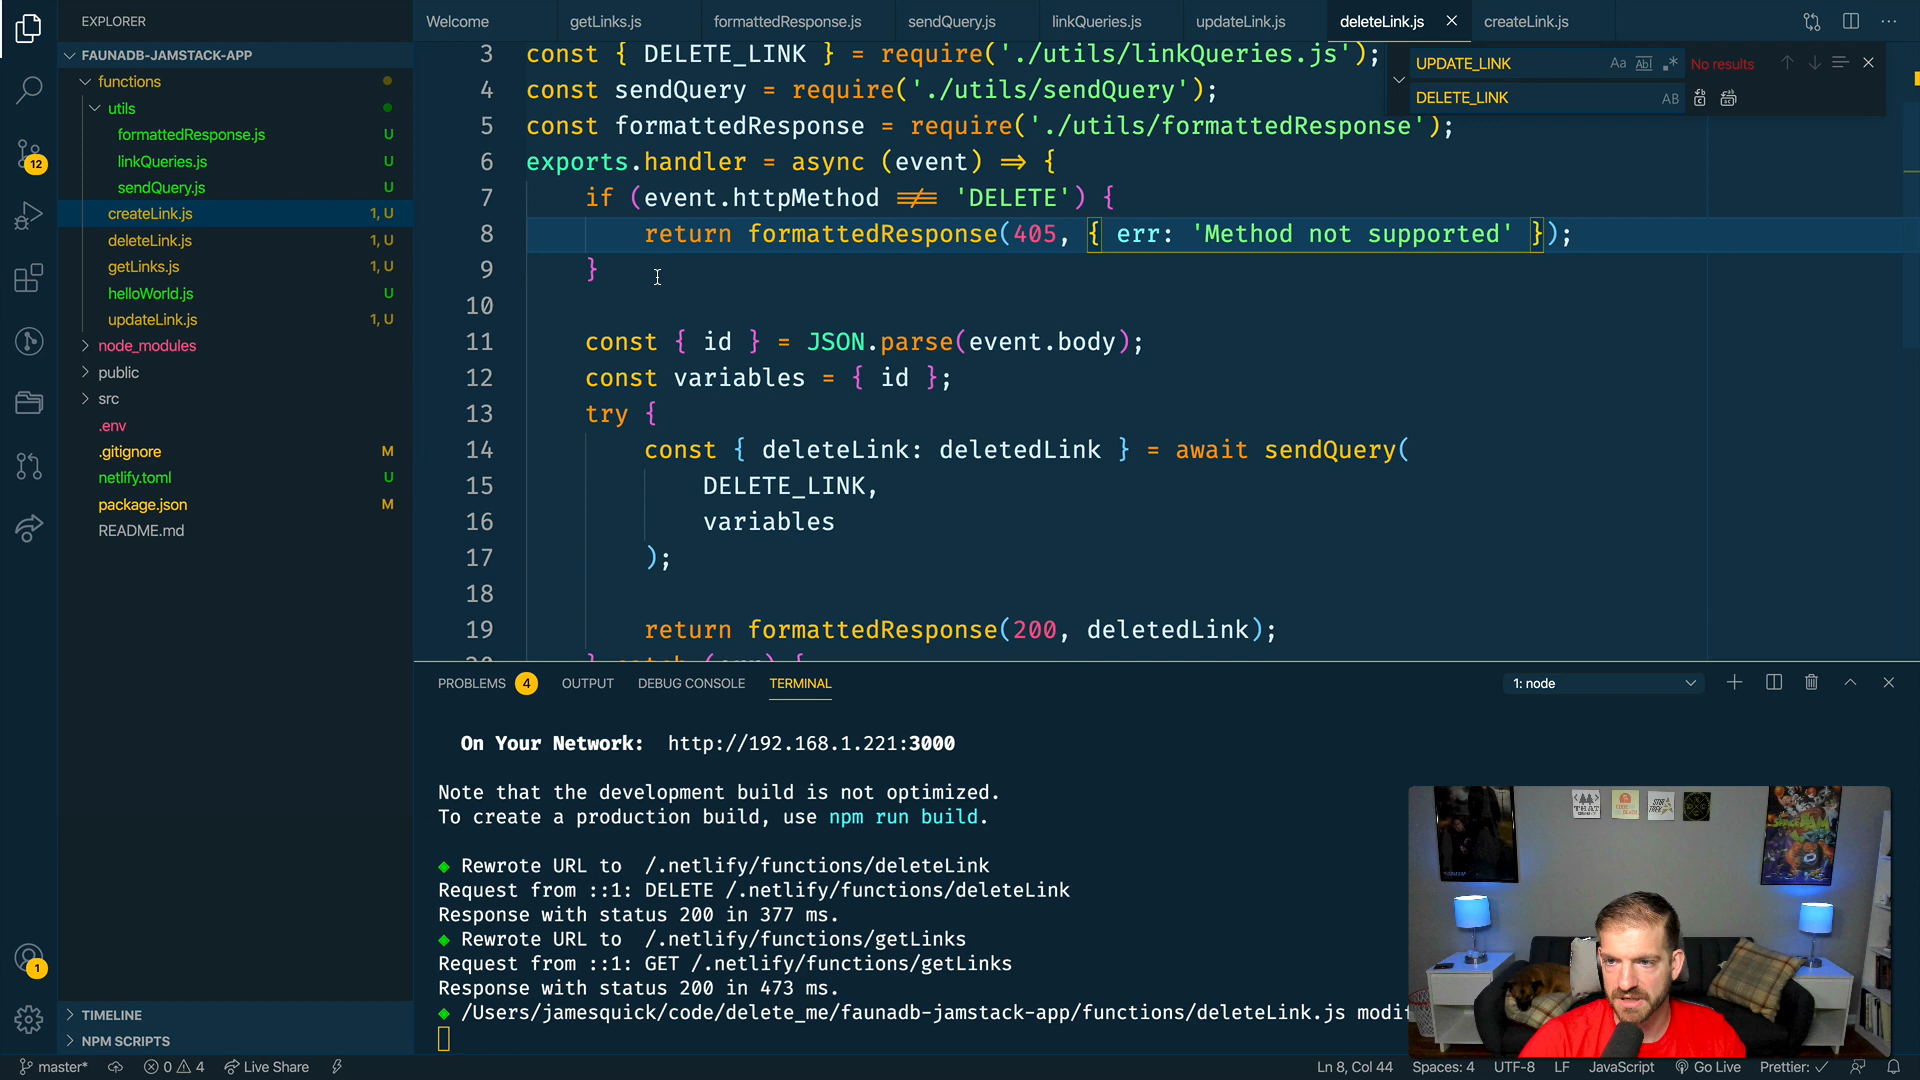 EXPLORER
FAUNADB-JAMSTACK-APP
functions
utils
formattedResponse.js U
linkQueries.js U
sendQuery.js U
createLink.js 1, U
deleteLink.js 1, U
getLinks.js 1, U
helloWorld.js U
updateLink.js 1, U
node_modules
public
src
.env
.gitignore M
netlify.toml U
package.json M
README.md
TIMELINE
NPM SCRIPTS
12
1
Welcome getLinks.js formattedResponse.js sendQuery.js linkQueries.js updateLink.js deleteLink.js createLink.js
UPDATE_LINK Aa Abl .* No results
DELETE_LINK AB
3 const { DELETE_LINK } = require('./utils/linkQueries.js');
4 const sendQuery = require('./utils/sendQuery');
5 const formattedResponse = require('./utils/formattedResponse');
6 exports.handler = async (event) => {
7 if (event.httpMethod !== 'DELETE') {
8 return formattedResponse(405, { err: 'Method not supported' });
9 }
10
11 const { id } = JSON.parse(event.body);
12 const variables = { id };
13 try {
14 const { deleteLink: deletedLink } = await sendQuery(
15 DELETE_LINK,
16 variables
17 );
18
19 return formattedResponse(200, deletedLink);
PROBLEMS 4 OUTPUT DEBUG CONSOLE TERMINAL 1: node
On Your Network: http://192.168.1.221:3000
Note that the development build is not optimized.
To create a production build, use npm run build.
◆ Rewrote URL to /.netlify/functions/deleteLink
Request from ::1: DELETE /.netlify/functions/deleteLink
Response with status 200 in 377 ms.
◆ Rewrote URL to /.netlify/functions/getLinks
Request from ::1: GET /.netlify/functions/getLinks
Response with status 200 in 473 ms.
◆ /Users/jamesquick/code/delete_me/faunadb-jamstack-app/functions/deleteLink.js modif
master* 0 4 Live Share Ln 8, Col 44 Spaces: 4 UTF-8 LF JavaScript Go Live Prettier: ✓